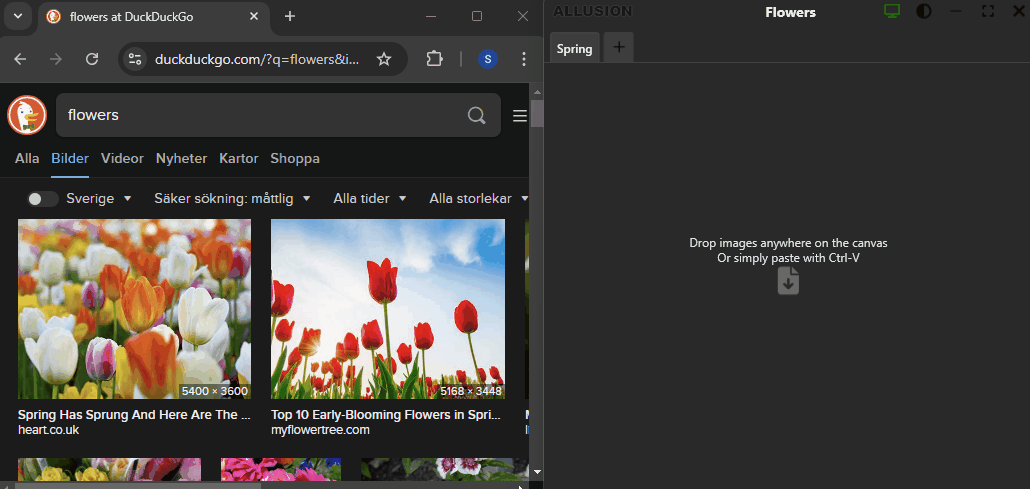 flowers at DuckDuckGo
duckduckgo.com/?q=flowers&i...
S
flowers
Alla Bilder Videor Nyheter Kartor Shoppa
Sverige Säker sökning: måttlig Alla tider Alla storlekar
5400 × 3600
5168 × 3448
Spring Has Sprung And Here Are The ...
heart.co.uk
Top 10 Early-Blooming Flowers in Spri...
myflowertree.com
ALLUSION
Flowers
Spring
Drop images anywhere on the canvas
Or simply paste with Ctrl-V